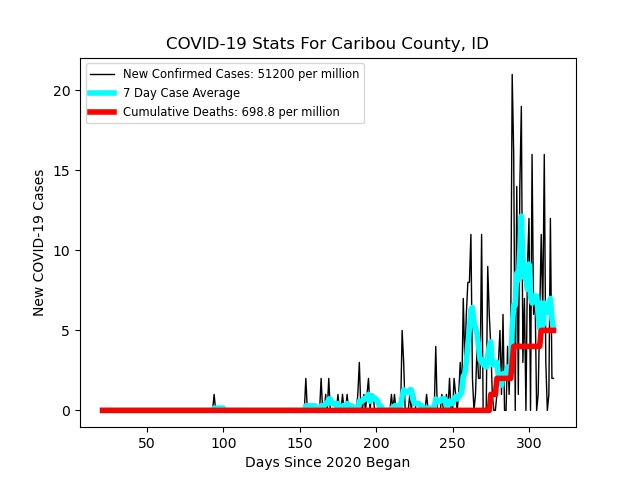 COVID-19 Stats For Caribou County, ID
New Confirmed Cases: 51200 per million
7 Day Case Average
Cumulative Deaths: 698.8 per million
New COVID-19 Cases
20
15
10
5
0
50 100 150 200 250 300
Days Since 2020 Began